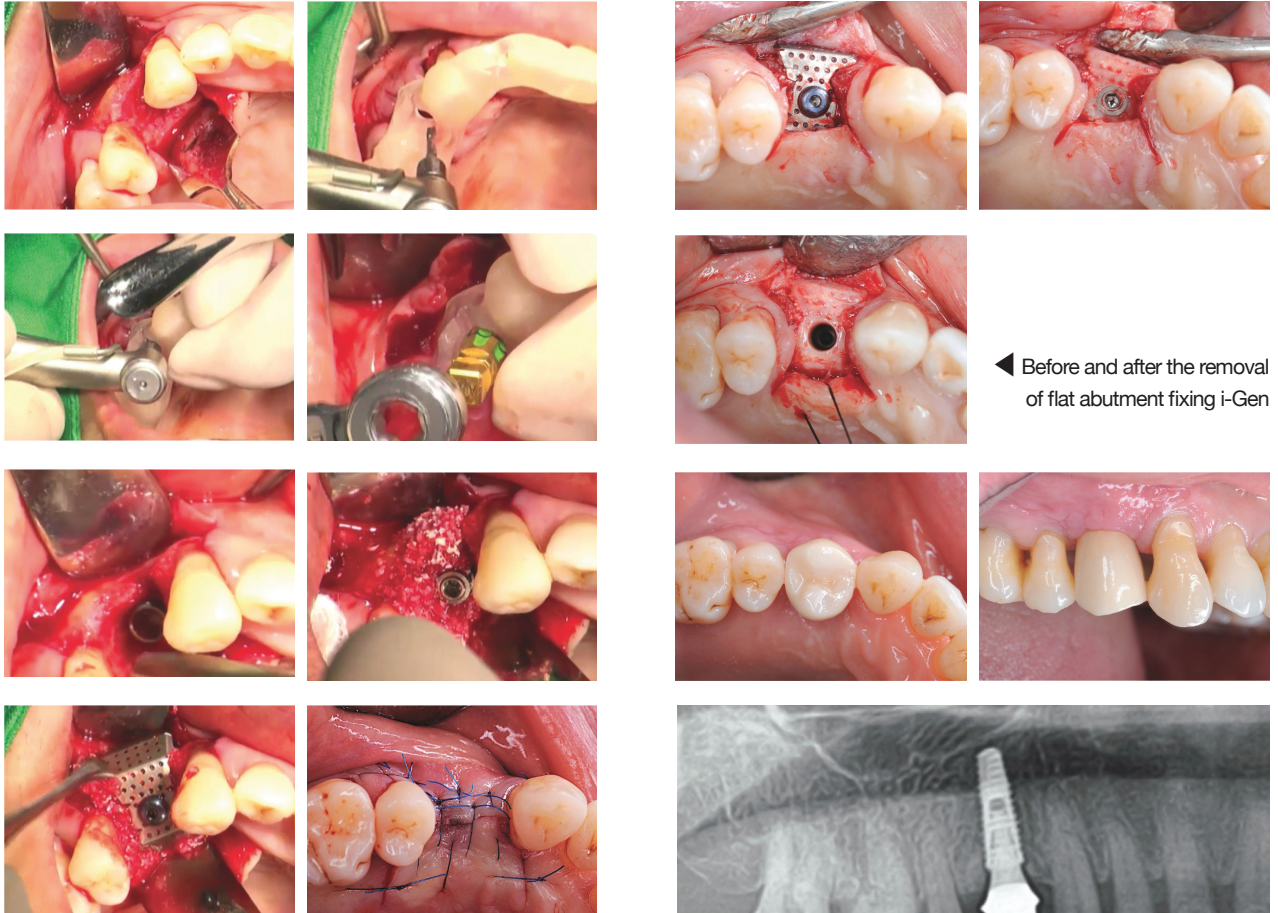 ◀ Before and after the removal
of flat abutment fixing i-Gen